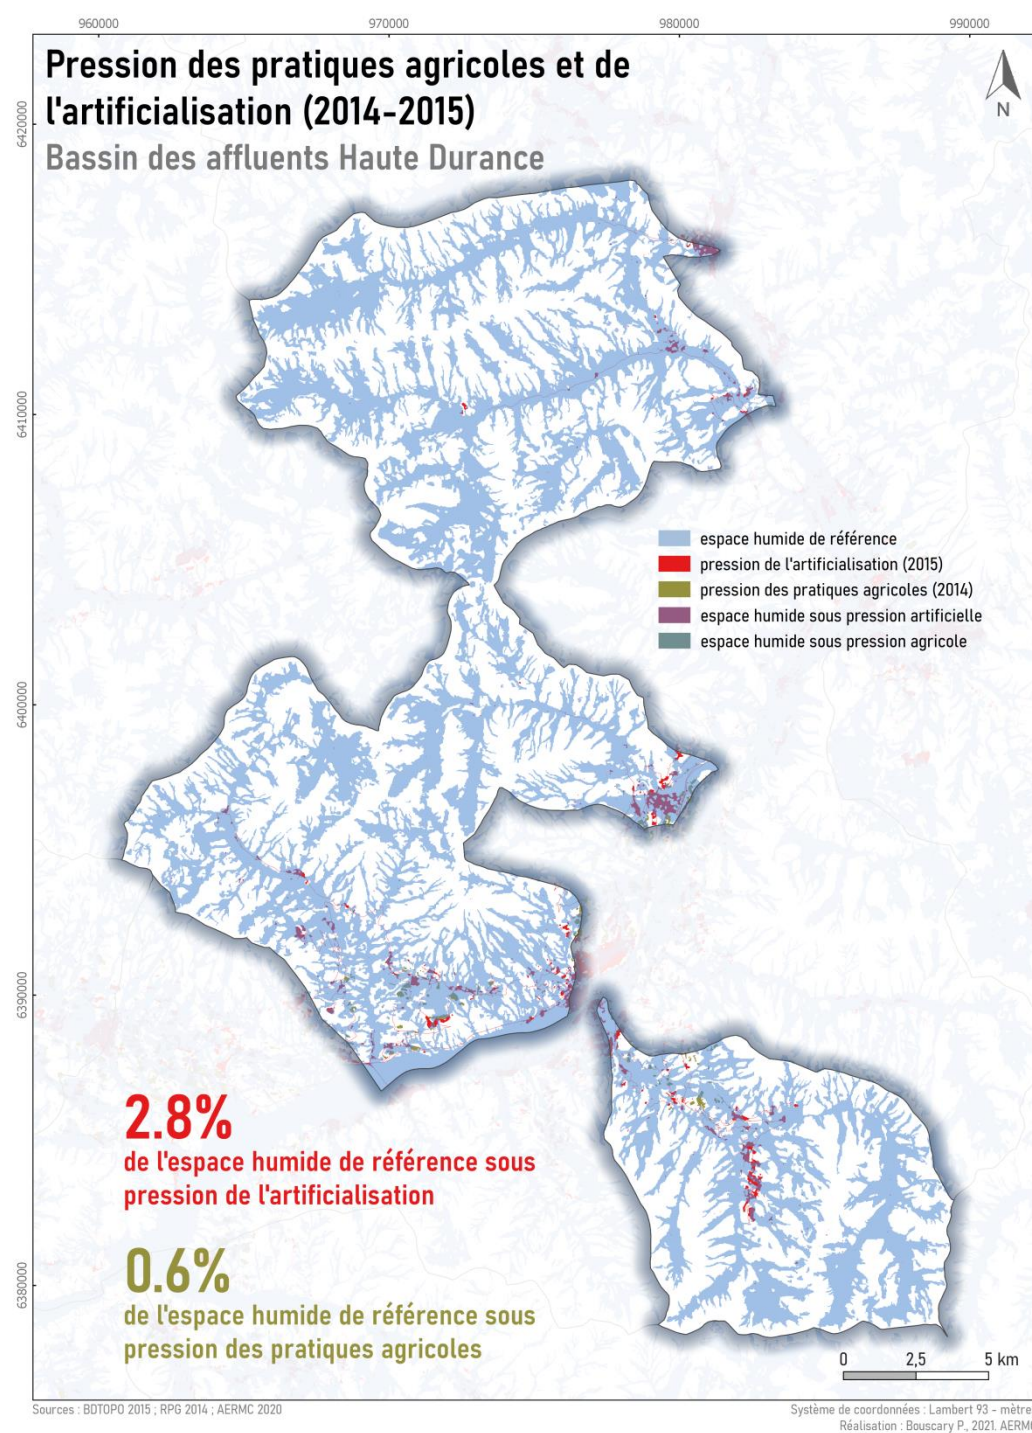 960000
970000
980000
990000
Pression des pratiques agricoles et de
l'artificialisation (2014-2015)
Bassin des affluents Haute Durance
N
6420000
6410000
6400000
6390000
6380000
espace humide de référence
pression de l'artificialisation (2015)
pression des pratiques agricoles (2014)
espace humide sous pression artificielle
espace humide sous pression agricole
2.8%
de l'espace humide de référence sous
pression de l'artificialisation
0.6%
de l'espace humide de référence sous
pression des pratiques agricoles
0 2,5 5 km
Sources : BDTOPO 2015 ; RPG 2014 ; AERMC 2020
Système de coordonnées : Lambert 93 - mètre
Réalisation : Bouscary P., 2021. AERMC